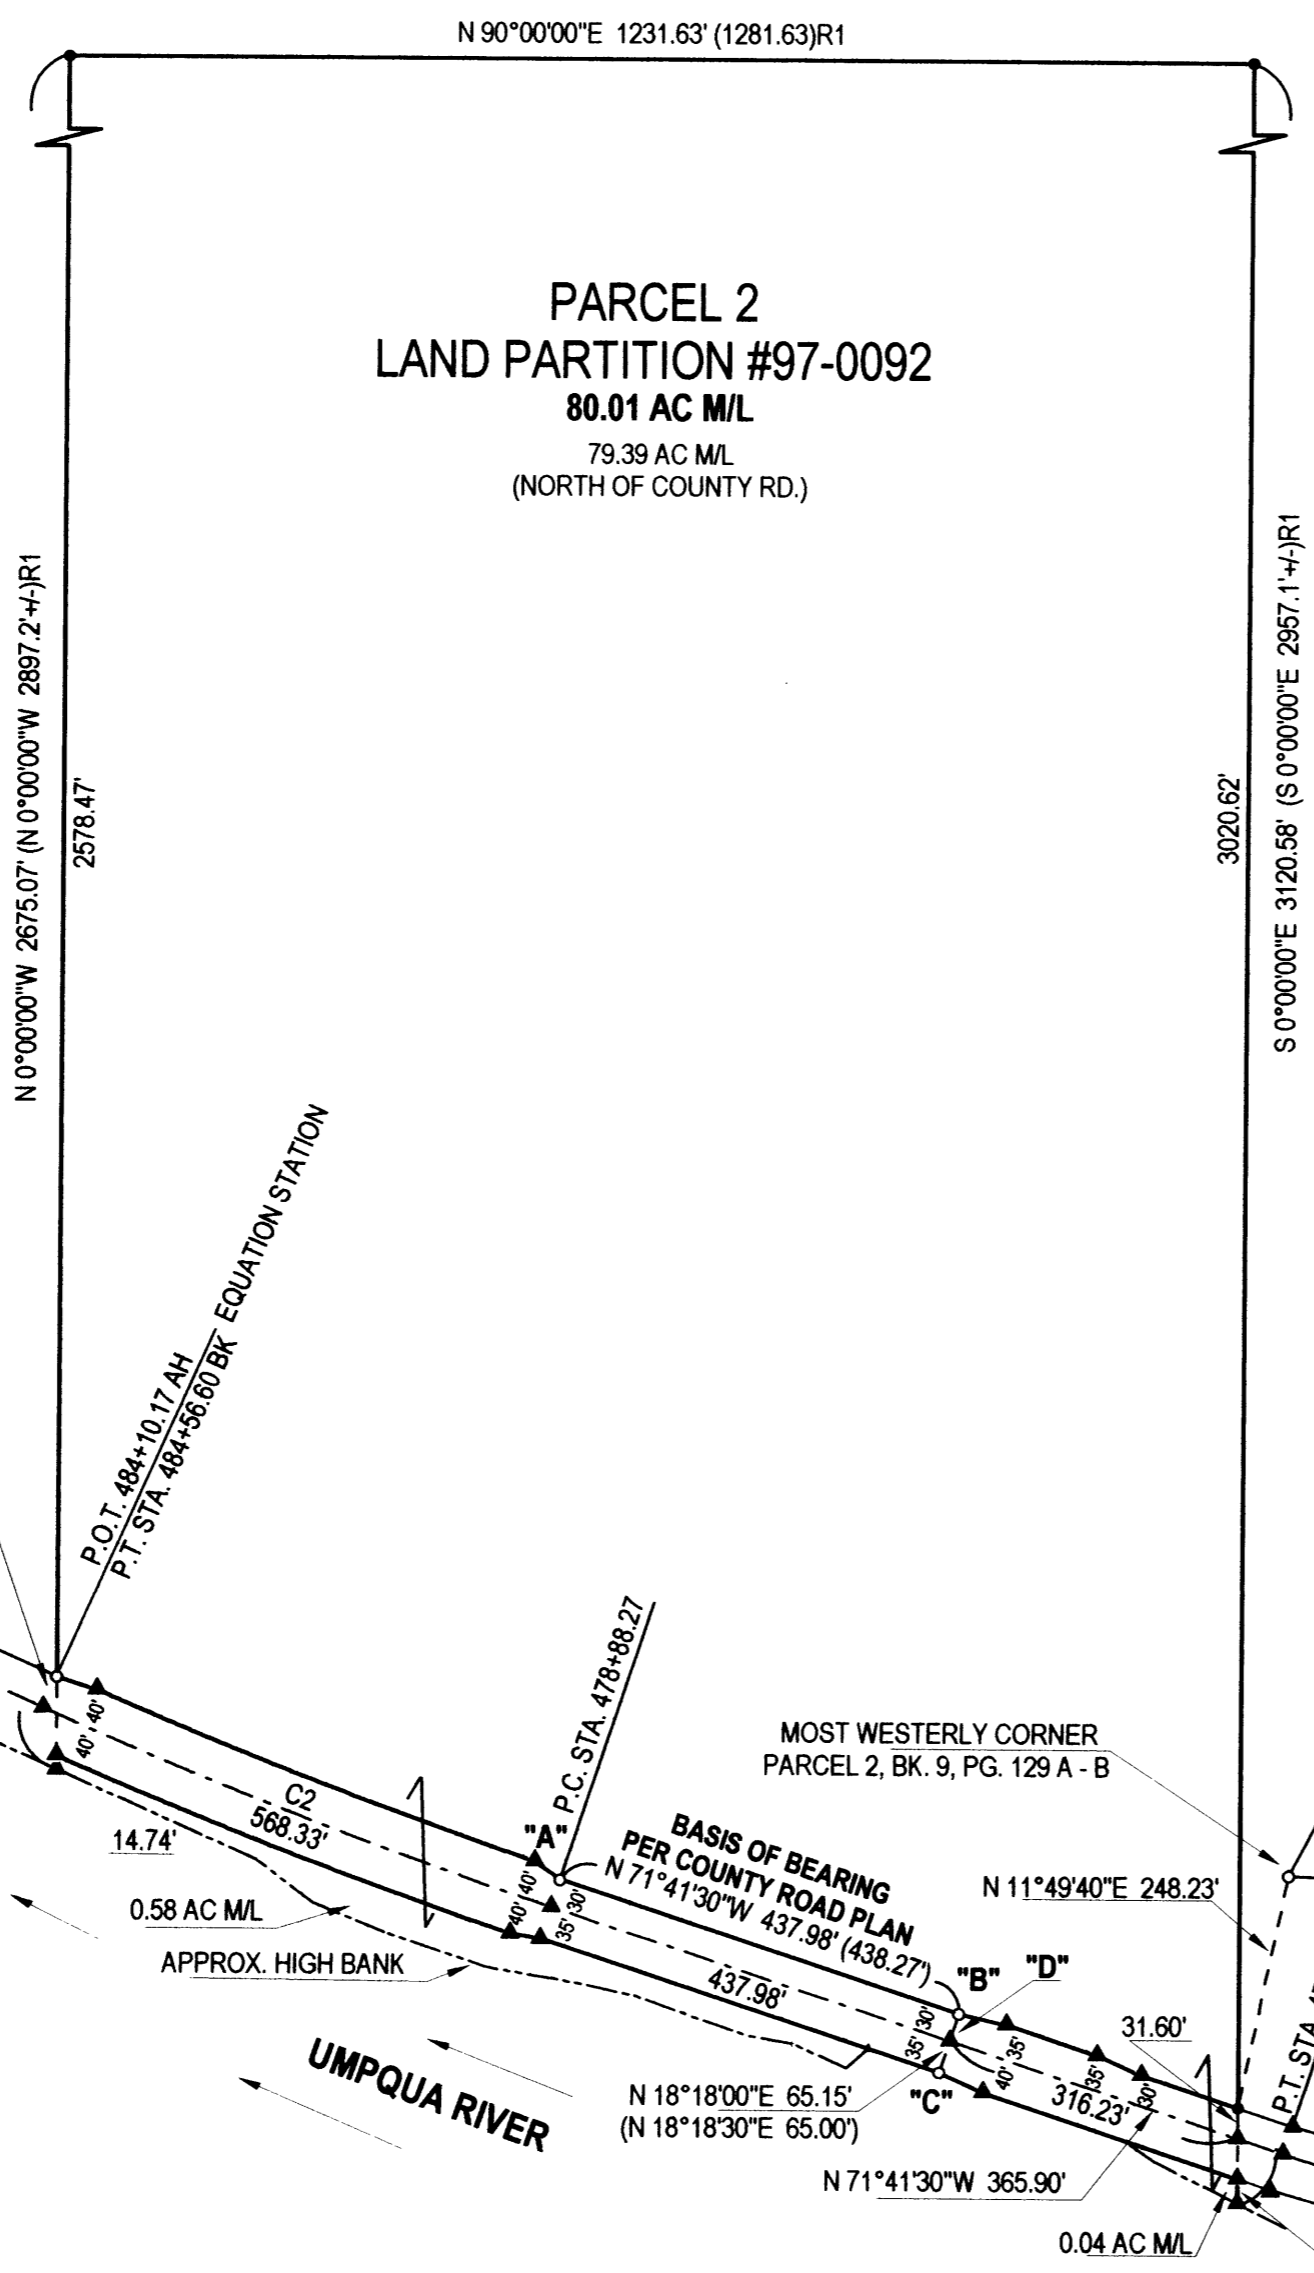 N 90°00'00"E 1231.63' (1281.63)R1
PARCEL 2
LAND PARTITION #97-0092
80.01 AC M/L
79.39 AC M/L
(NORTH OF COUNTY RD.)
N 0°00'00"W 2675.07' (N 0°00'00"W 2897.2'+/-)R1
2578.47'
3020.62'
S 0°00'00"E 3120.58' (S 0°00'00"E 2957.1'+/-)R1
P.O.T. 484+10.17 AH
P.T. STA. 484+56.60 BK
EQUATION STATION
P.C. STA. 478+88.27
MOST WESTERLY CORNER
PARCEL 2, BK. 9, PG. 129 A - B
40' 40'
C2
568.33'
14.74'
"A"
BASIS OF BEARING
PER COUNTY ROAD PLAN
N 71°41'30"W 437.98' (438.27')
N 11°49'40"E 248.23'
0.58 AC M/L
40' 40'
35' 30'
APPROX. HIGH BANK
437.98'
"B"
"D"
31.60'
P.T. STA.
35' 30'
40' 35'
35' 30'
UMPQUA RIVER
N 18°18'00"E 65.15'
(N 18°18'30"E 65.00')
"C"
316.23'
N 71°41'30"W 365.90'
0.04 AC M/L